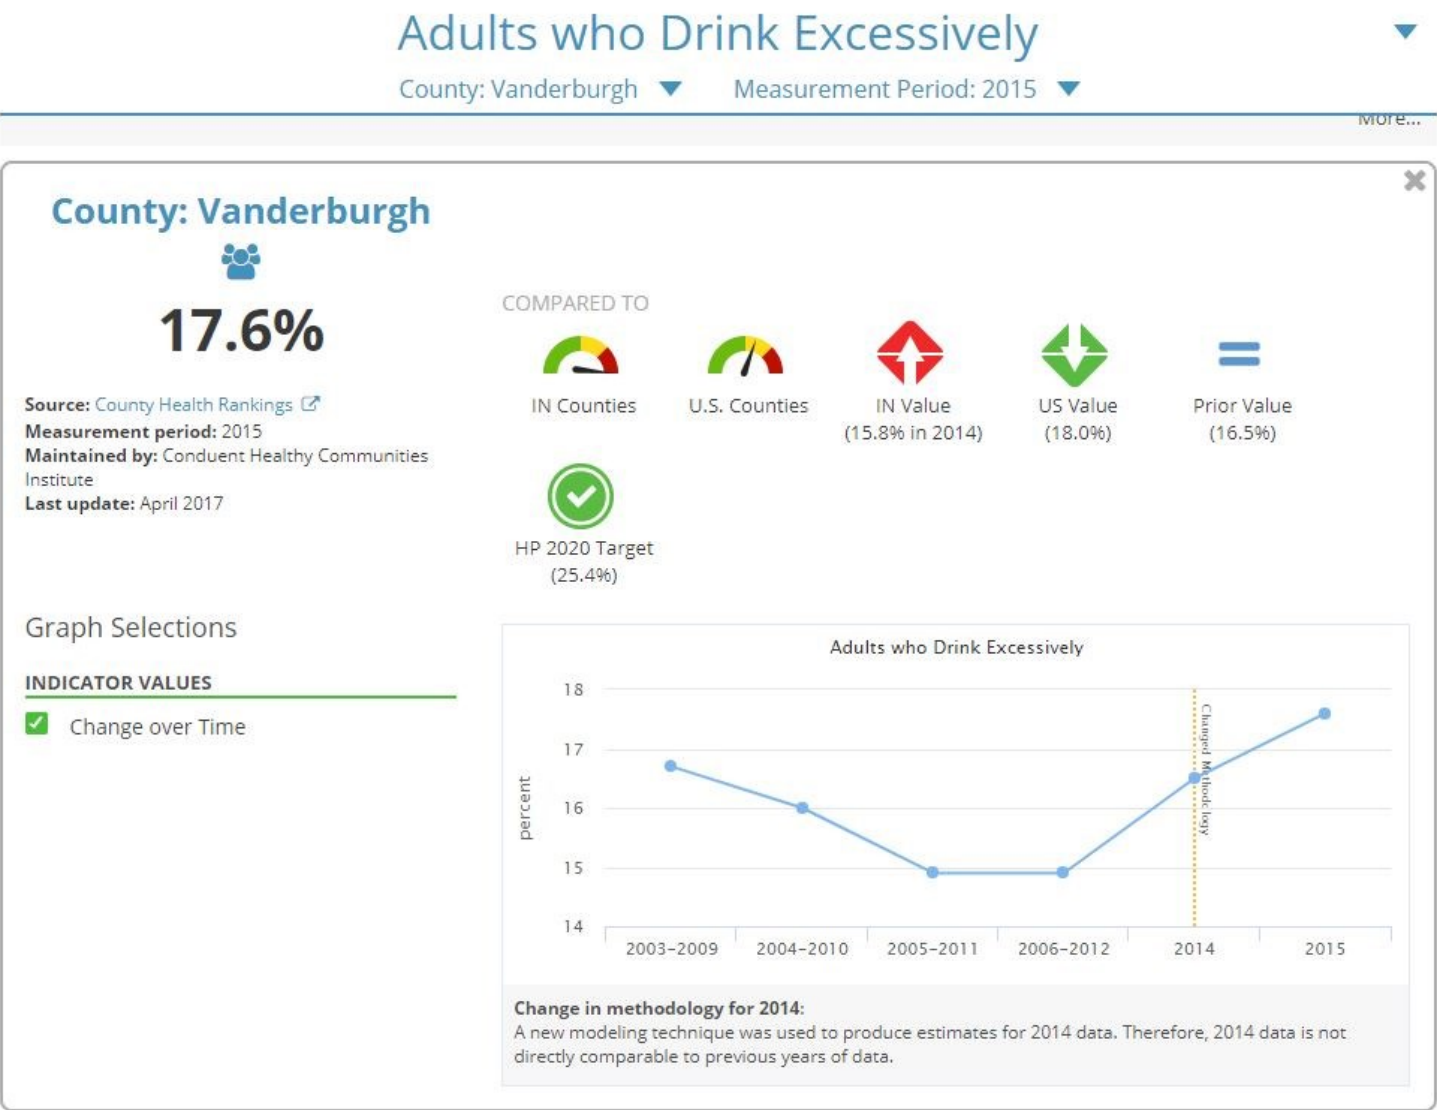 Adults who Drink Excessively
County: Vanderburgh
Measurement Period: 2015
More...
County: Vanderburgh
17.6%
Source: County Health Rankings
Measurement period: 2015
Maintained by: Conduent Healthy Communities
Institute
Last update: April 2017
COMPARED TO
IN Counties
U.S. Counties
IN Value
(15.8% in 2014)
US Value
(18.0%)
Prior Value
(16.5%)
HP 2020 Target
(25.4%)
Graph Selections
INDICATOR VALUES
Change over Time
Adults who Drink Excessively
percent
18
17
16
15
14
Changed Methodology
2003-2009
2004-2010
2005-2011
2006-2012
2014
2015
Change in methodology for 2014:
A new modeling technique was used to produce estimates for 2014 data. Therefore, 2014 data is not
directly comparable to previous years of data.